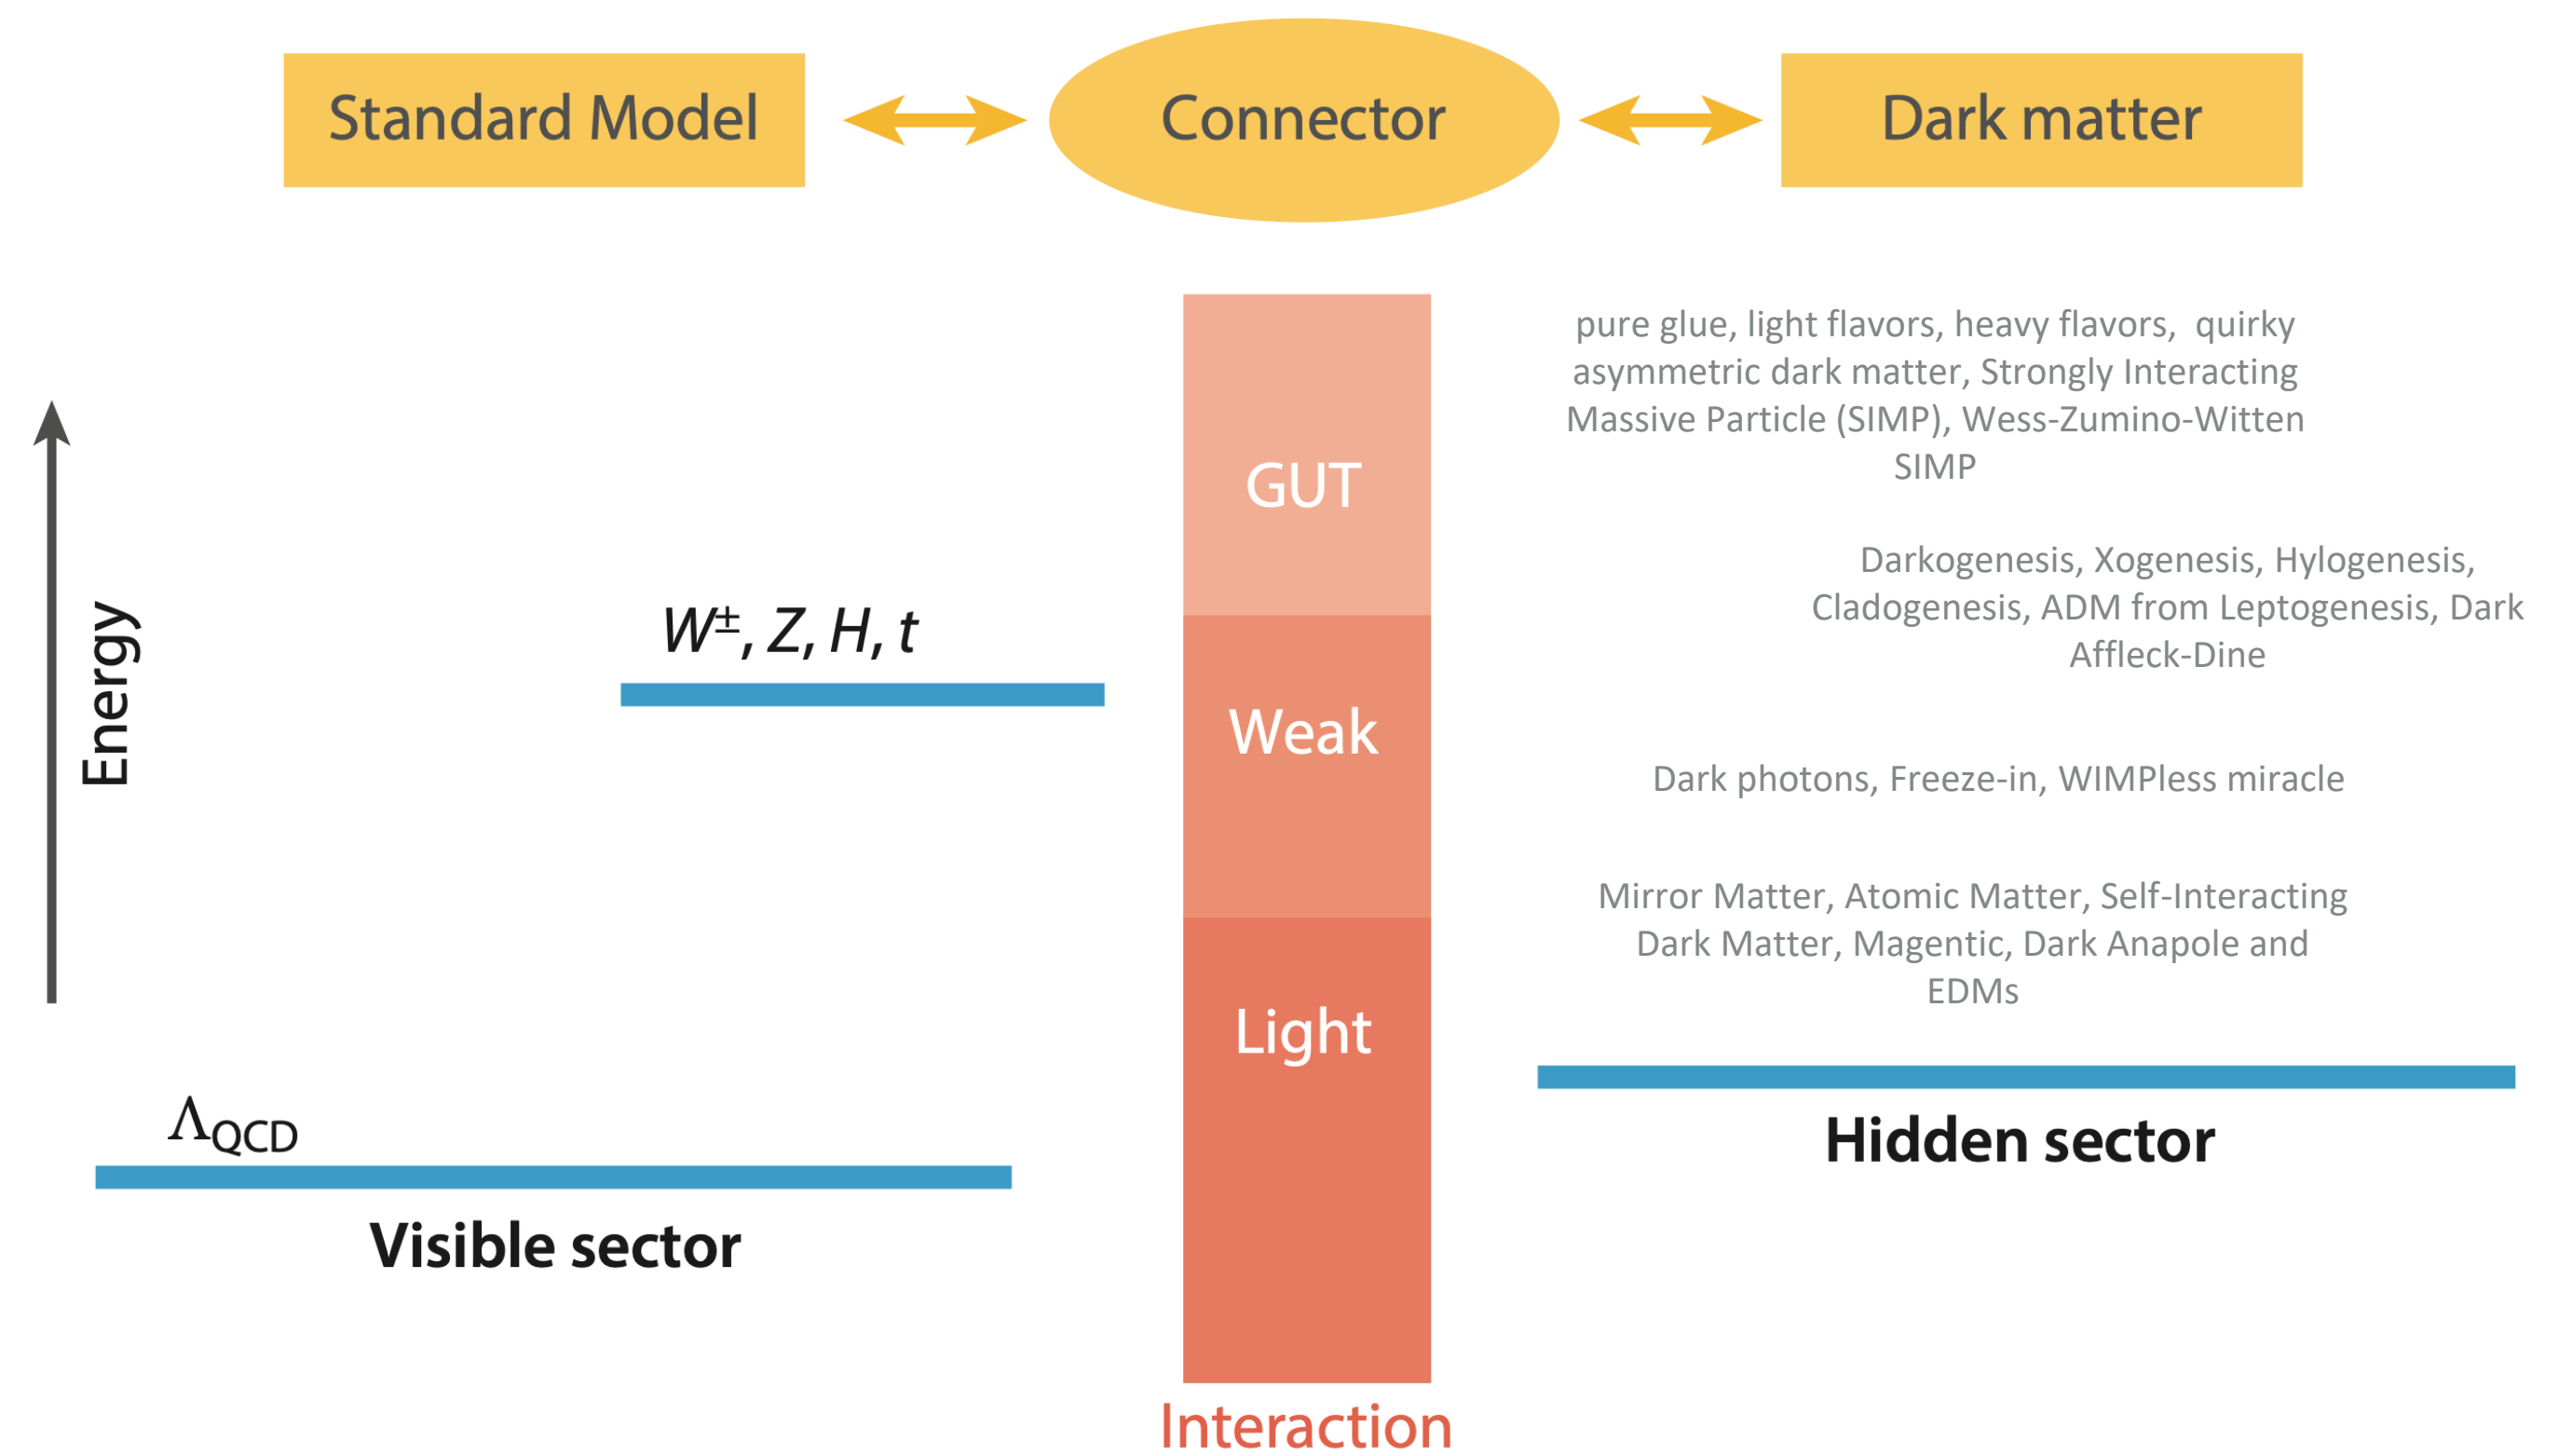 Standard Model
Connector
Dark matter
pure glue, light flavors, heavy flavors,  quirky
asymmetric dark matter, Strongly Interacting
Massive Particle (SIMP), Wess-Zumino-Witten
SIMP
GUT
Darkogenesis, Xogenesis, Hylogenesis,
Cladogenesis, ADM from Leptogenesis, Dark
Affleck-Dine
W±, Z, H, t
Energy
Weak
Dark photons, Freeze-in, WIMPless miracle
Mirror Matter, Atomic Matter, Self-Interacting
Dark Matter, Magentic, Dark Anapole and
EDMs
Light
ΛQCD
Hidden sector
Visible sector
Interaction